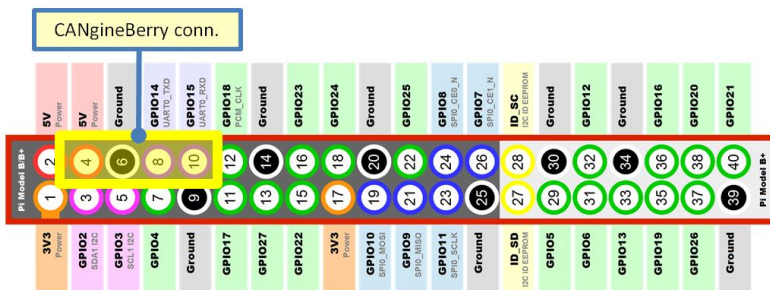 CANgineBerry conn.
5V
Power
5V
Power
Ground
GPIO14
UART0_TXD
GPIO15
UART0_RXD
GPIO18
PCM_CLK
Ground
GPIO23
GPIO24
Ground
GPIO25
GPIO8
SPI0_CE0_N
GPIO7
SPI0_CE1_N
ID_SC
I2C ID EEPROM
Ground
GPIO12
Ground
GPIO16
GPIO20
GPIO21
Pi Model B/B+
2 4 6 8 10 12 14 16 18 20 22 24 26 28 30 32 34 36 38 40
1 3 5 7 9 11 13 15 17 19 21 23 25 27 29 31 33 35 37 39
Pi Model B+
3V3
Power
GPIO2
SDA1 I2C
GPIO3
SCL1 I2C
GPIO4
Ground
GPIO17
GPIO27
GPIO22
3V3
Power
GPIO10
SPI0_MOSI
GPIO9
SPI0_MISO
GPIO11
SPI0_SCLK
Ground
ID_SD
I2C ID EEPROM
GPIO5
GPIO6
GPIO13
GPIO19
GPIO26
Ground